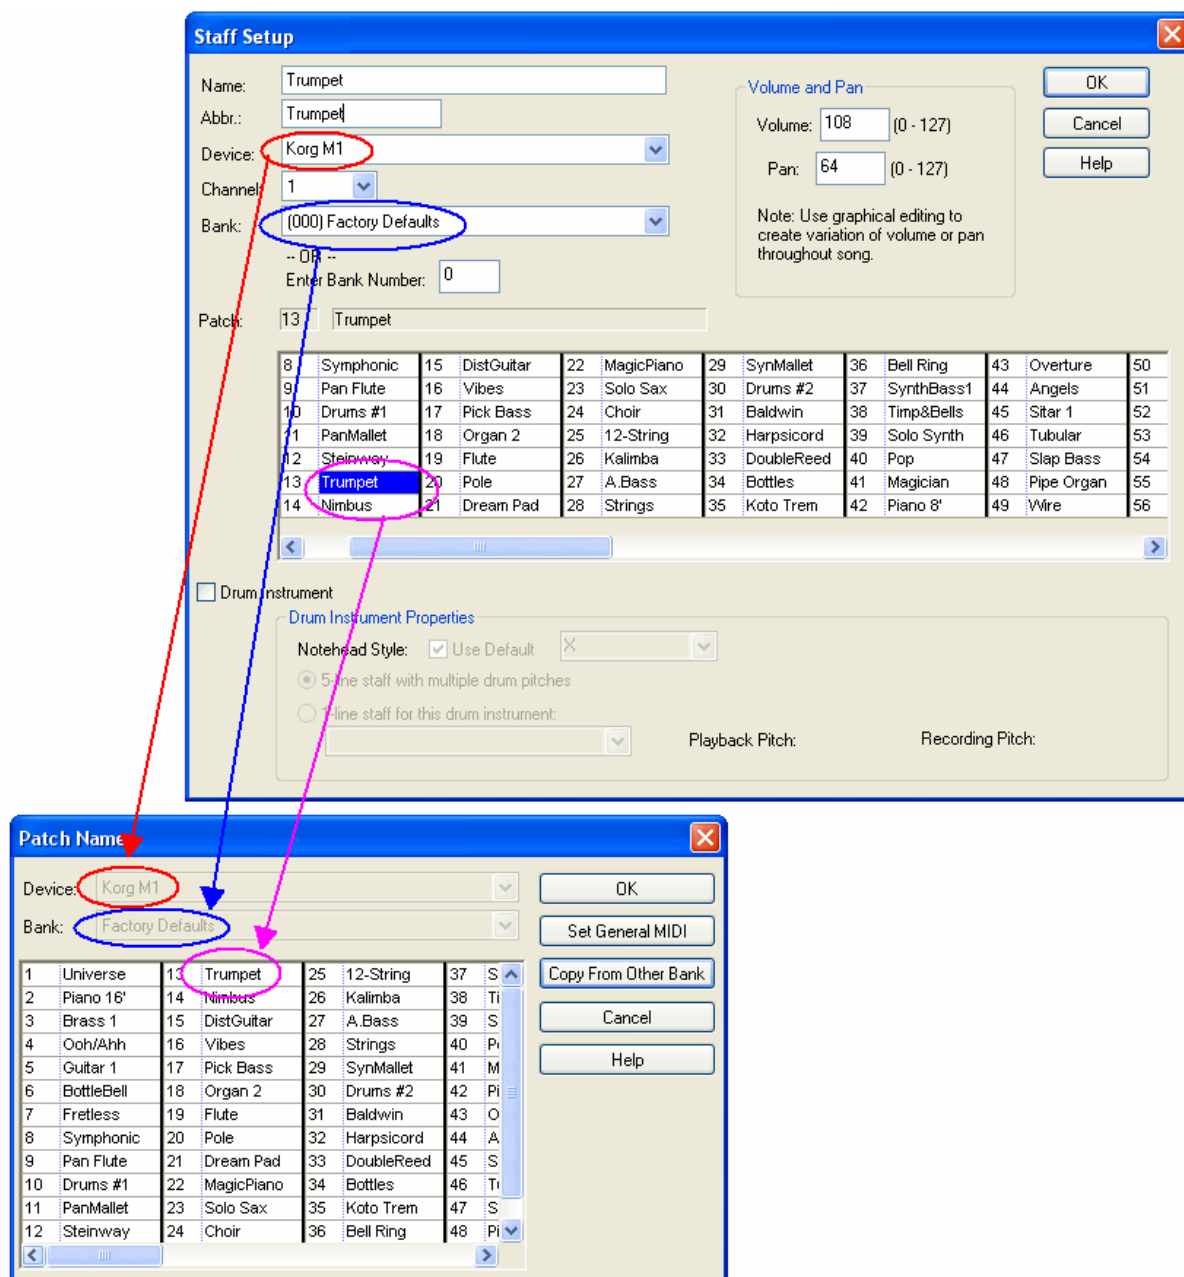 Staff Setup
Name: Trumpet
Abbr.: Trumpet
Device: Korg M1
Channel: 1
Bank: (000) Factory Defaults
-- OR --
Enter Bank Number: 0
Patch: 13 Trumpet
Volume and Pan
Volume: 108 (0 - 127)
Pan: 64 (0 - 127)
Note: Use graphical editing to
create variation of volume or pan
throughout song.
OK
Cancel
Help
8 Symphonic 15 DistGuitar 22 MagicPiano 29 SynMallet 36 Bell Ring 43 Overture 50
9 Pan Flute 16 Vibes 23 Solo Sax 30 Drums #2 37 SynthBass1 44 Angels 51
10 Drums #1 17 Pick Bass 24 Choir 31 Baldwin 38 Timp&Bells 45 Sitar 1 52
11 PanMallet 18 Organ 2 25 12-String 32 Harpsicord 39 Solo Synth 46 Tubular 53
12 Steinway 19 Flute 26 Kalimba 33 DoubleReed 40 Pop 47 Slap Bass 54
13 Trumpet 20 Pole 27 A.Bass 34 Bottles 41 Magician 48 Pipe Organ 55
14 Nimbus 21 Dream Pad 28 Strings 35 Koto Trem 42 Piano 8' 49 Wire 56
Drum Instrument
Drum Instrument Properties
Notehead Style: Use Default X
5-line staff with multiple drum pitches
1-line staff for this drum instrument:
Playback Pitch: Recording Pitch:
Patch Name
Device: Korg M1
Bank: Factory Defaults
OK
Set General MIDI
Copy From Other Bank
Cancel
Help
1 Universe 13 Trumpet 25 12-String 37 S
2 Piano 16' 14 Nimbus 26 Kalimba 38 Ti
3 Brass 1 15 DistGuitar 27 A.Bass 39 S
4 Ooh/Ahh 16 Vibes 28 Strings 40 P
5 Guitar 1 17 Pick Bass 29 SynMallet 41 M
6 BottleBell 18 Organ 2 30 Drums #2 42 Pi
7 Fretless 19 Flute 31 Baldwin 43 O
8 Symphonic 20 Pole 32 Harpsicord 44 A
9 Pan Flute 21 Dream Pad 33 DoubleReed 45 S
10 Drums #1 22 MagicPiano 34 Bottles 46 T
11 PanMallet 23 Solo Sax 35 Koto Trem 47 S
12 Steinway 24 Choir 36 Bell Ring 48 Pi